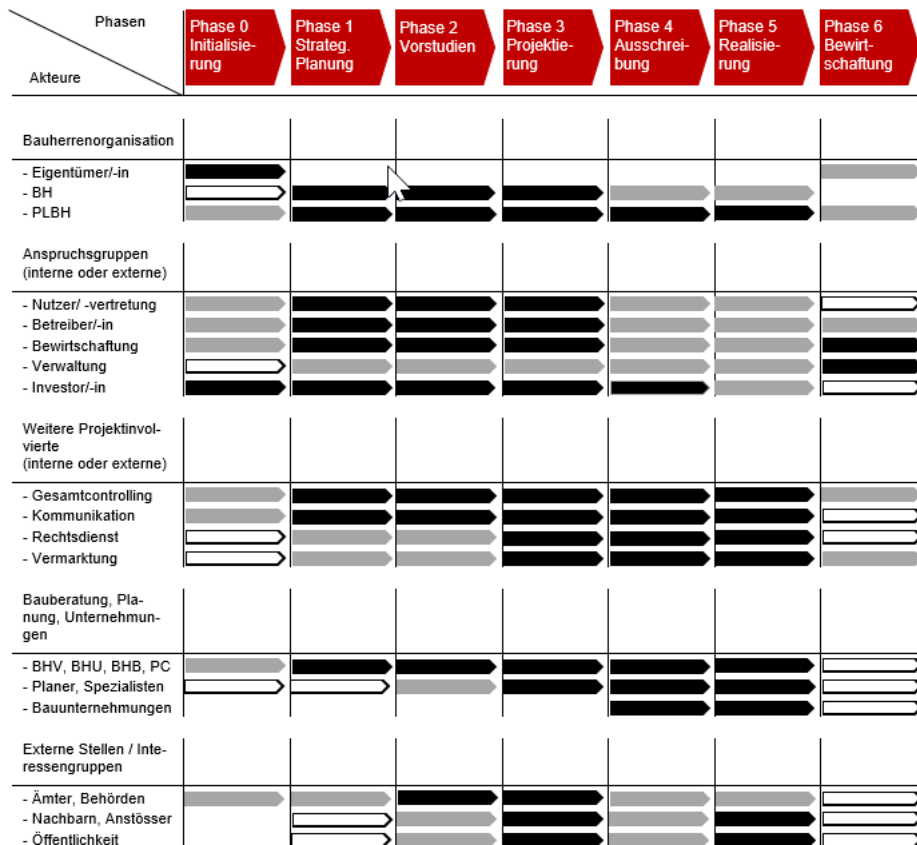 Phasen
Akteure
Phase 0
Initialisie-
rung
Phase 1
Strateg.
Planung
Phase 2
Vorstudien
Phase 3
Projektie-
rung
Phase 4
Ausschrei-
bung
Phase 5
Realisie-
rung
Phase 6
Bewirt-
schaftung
Bauherrenorganisation
- Eigentümer/-in
- BH
- PLBH
Anspruchsgruppen
(interne oder externe)
- Nutzer/ -vertretung
- Betreiber/-in
- Bewirtschaftung
- Verwaltung
- Investor/-in
Weitere Projektinvol-
vierte
(interne oder externe)
- Gesamtcontrolling
- Kommunikation
- Rechtsdienst
- Vermarktung
Bauberatung, Pla-
nung, Unternehmun-
gen
- BHV, BHU, BHB, PC
- Planer, Spezialisten
- Bauunternehmungen
Externe Stellen / Inte-
ressengruppen
- Ämter, Behörden
- Nachbarn, Anstösser
- Öffentlichkeit